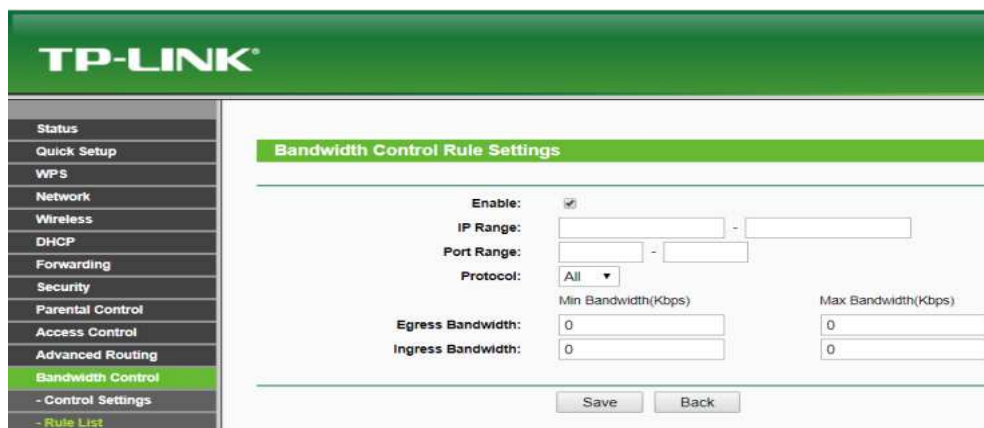 TP-LINK®
Status
Quick Setup
WPS
Network
Wireless
DHCP
Forwarding
Security
Parental Control
Access Control
Advanced Routing
Bandwidth Control
- Control Settings
- Rule List
Bandwidth Control Rule Settings
Enable:
IP Range: -
Port Range: -
Protocol: All
Min Bandwidth(Kbps) Max Bandwidth(Kbps)
Egress Bandwidth: 0 0
Ingress Bandwidth: 0 0
Save Back